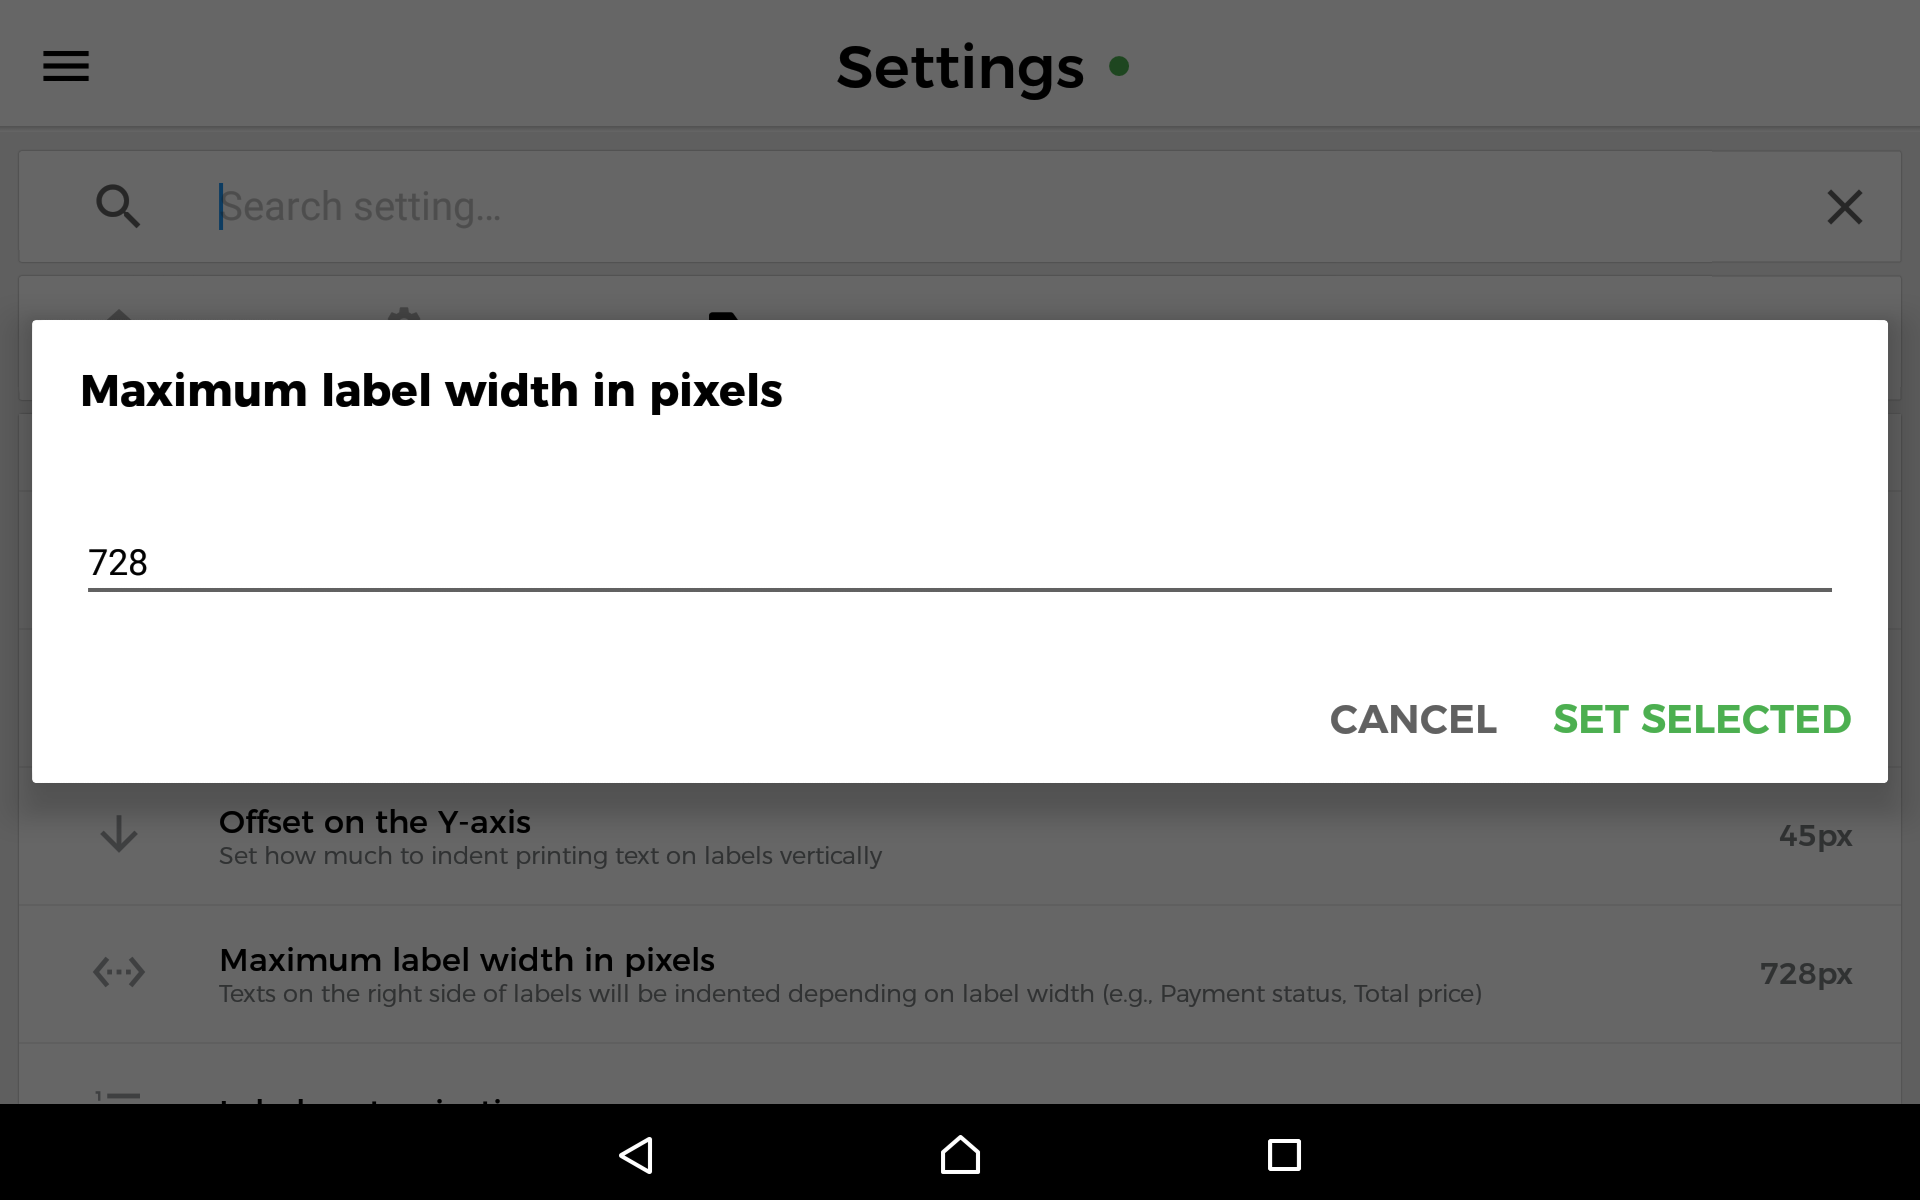 Settings
Search setting...
Maximum label width in pixels
728
CANCEL SET SELECTED
Offset on the Y-axis
Set how much to indent printing text on labels vertically
45px
Maximum label width in pixels
Texts on the right side of labels will be indented depending on label width (e.g., Payment status, Total price)
728px